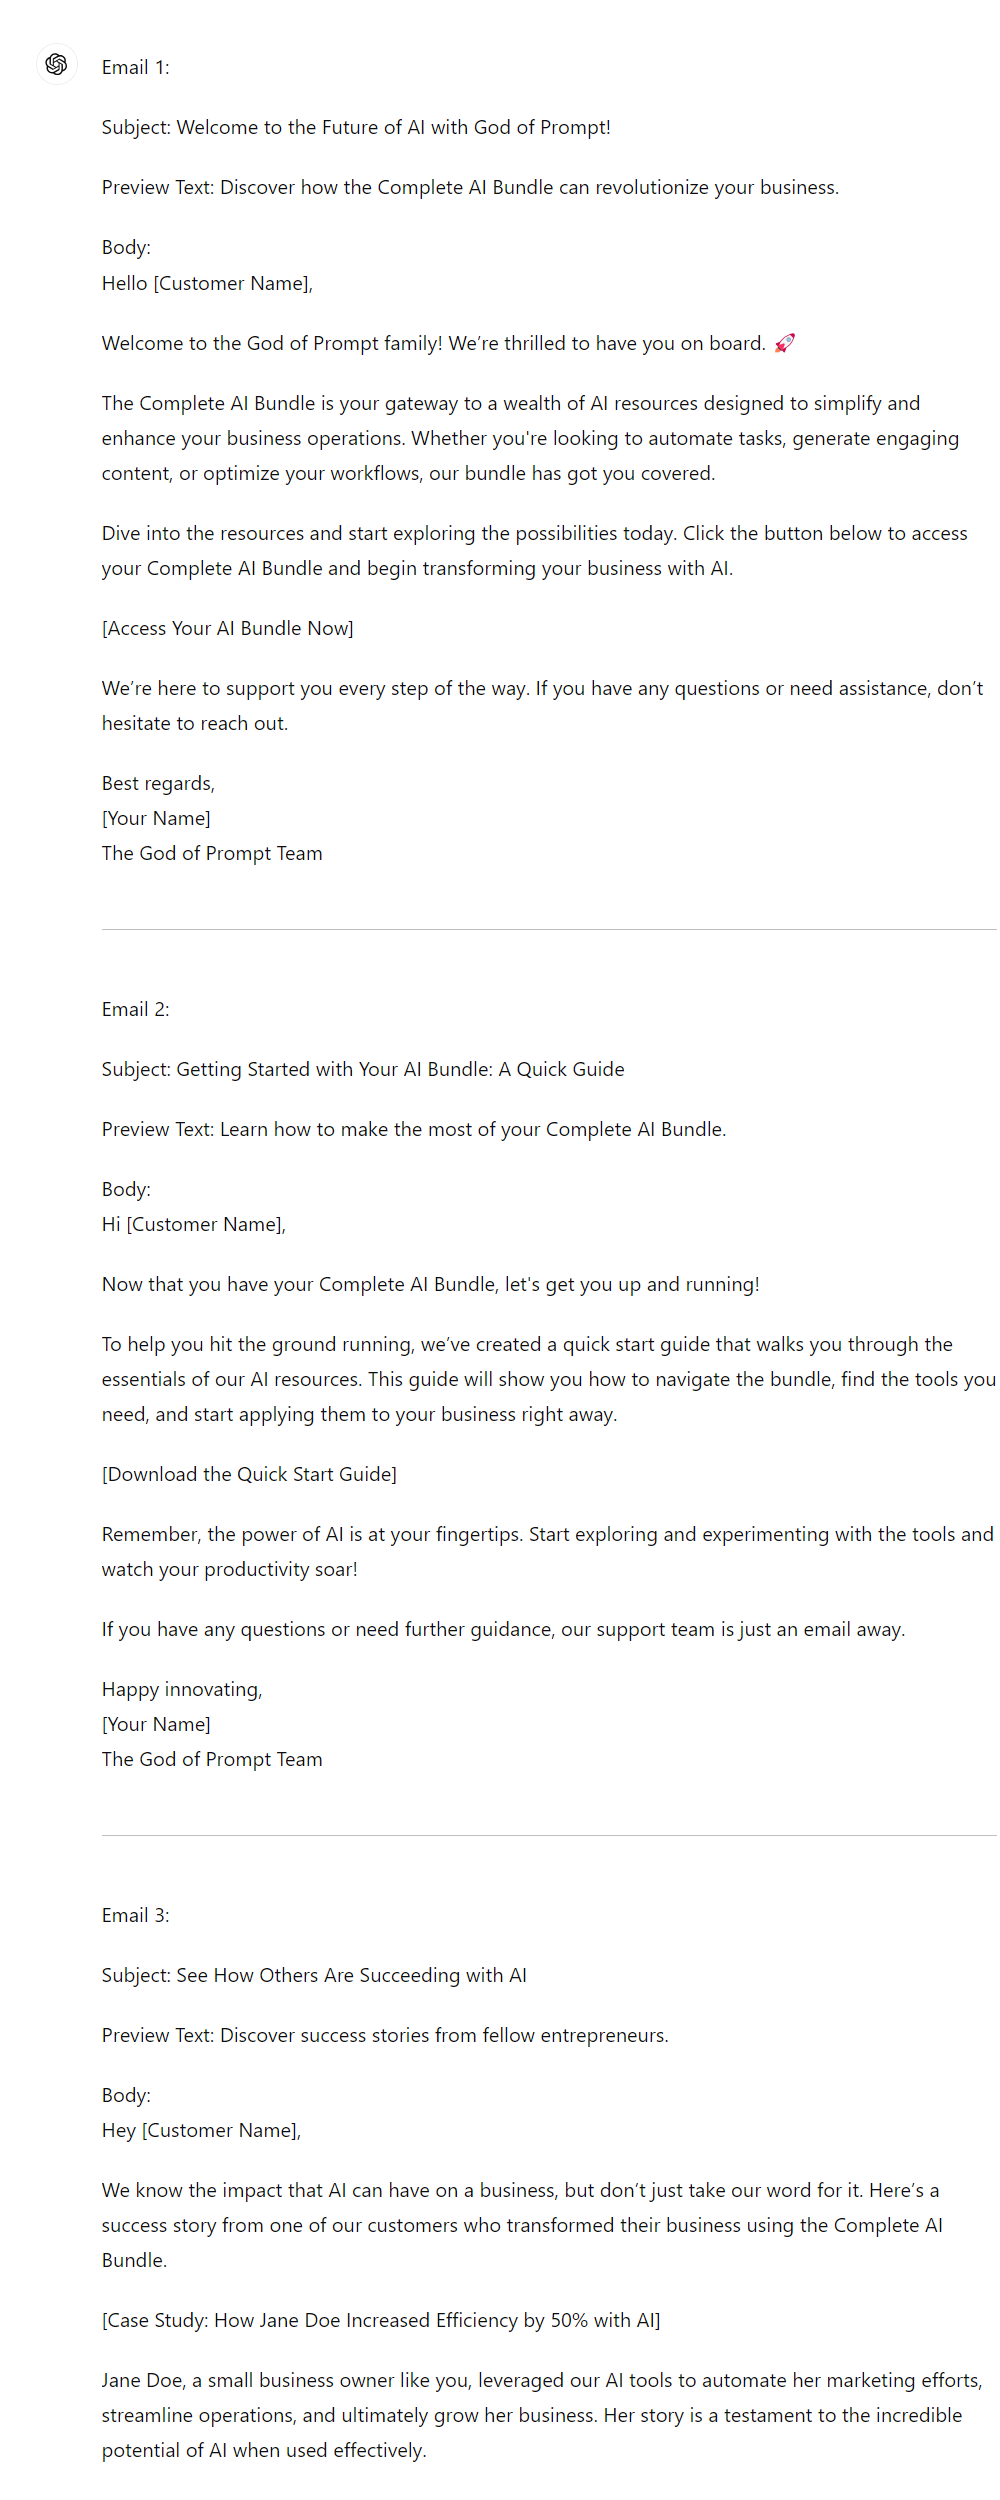 Email 1:
Subject: Welcome to the Future of AI with God of Prompt!
Preview Text: Discover how the Complete AI Bundle can revolutionize your business.
Body:
Hello [Customer Name],
Welcome to the God of Prompt family! We’re thrilled to have you on board. 🚀
The Complete AI Bundle is your gateway to a wealth of AI resources designed to simplify and
enhance your business operations. Whether you're looking to automate tasks, generate engaging
content, or optimize your workflows, our bundle has got you covered.
Dive into the resources and start exploring the possibilities today. Click the button below to access
your Complete AI Bundle and begin transforming your business with AI.
[Access Your AI Bundle Now]
We’re here to support you every step of the way. If you have any questions or need assistance, don’t
hesitate to reach out.
Best regards,
[Your Name]
The God of Prompt Team
Email 2:
Subject: Getting Started with Your AI Bundle: A Quick Guide
Preview Text: Learn how to make the most of your Complete AI Bundle.
Body:
Hi [Customer Name],
Now that you have your Complete AI Bundle, let's get you up and running!
To help you hit the ground running, we’ve created a quick start guide that walks you through the
essentials of our AI resources. This guide will show you how to navigate the bundle, find the tools you
need, and start applying them to your business right away.
[Download the Quick Start Guide]
Remember, the power of AI is at your fingertips. Start exploring and experimenting with the tools and
watch your productivity soar!
If you have any questions or need further guidance, our support team is just an email away.
Happy innovating,
[Your Name]
The God of Prompt Team
Email 3:
Subject: See How Others Are Succeeding with AI
Preview Text: Discover success stories from fellow entrepreneurs.
Body:
Hey [Customer Name],
We know the impact that AI can have on a business, but don’t just take our word for it. Here’s a
success story from one of our customers who transformed their business using the Complete AI
Bundle.
[Case Study: How Jane Doe Increased Efficiency by 50% with AI]
Jane Doe, a small business owner like you, leveraged our AI tools to automate her marketing efforts,
streamline operations, and ultimately grow her business. Her story is a testament to the incredible
potential of AI when used effectively.